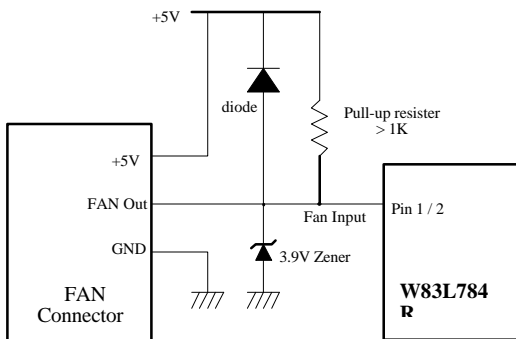 +5V
diode
Pull-up resister
> 1K
+5V
FAN Out
Fan Input
Pin 1 / 2
GND
3.9V Zener
FAN
Connector
W83L784
R